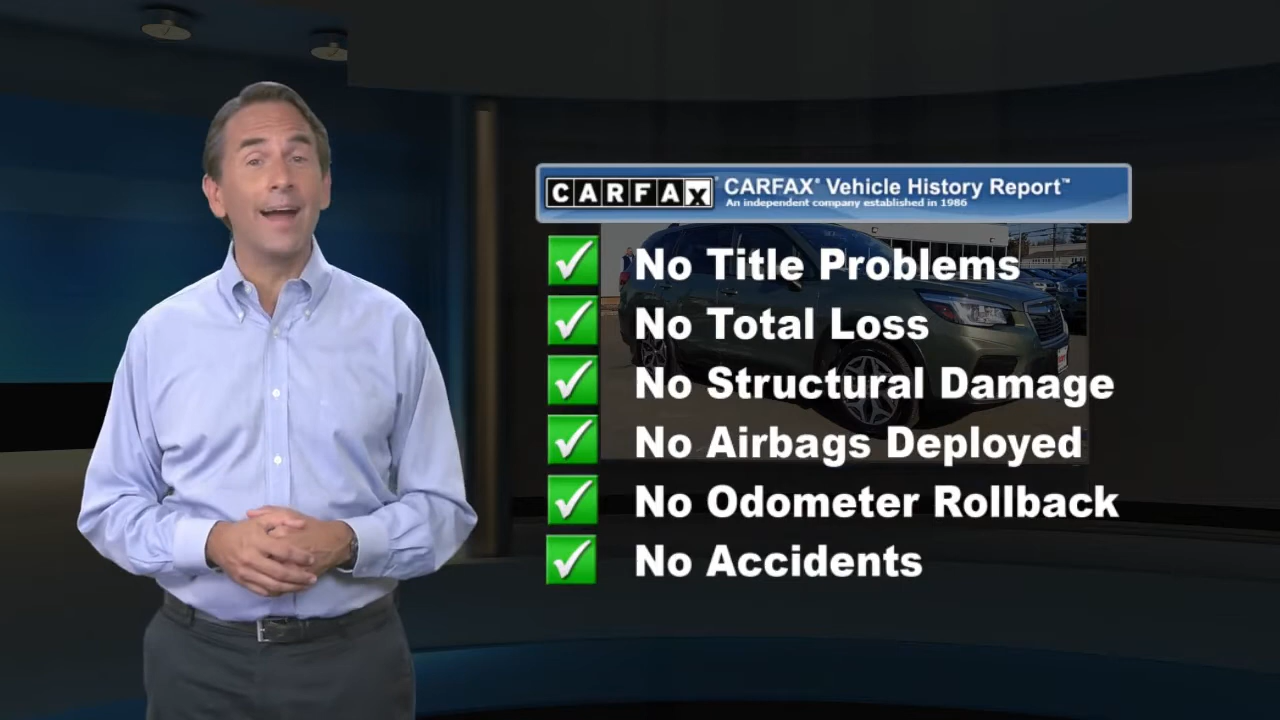 CARFAX
CARFAX® Vehicle History Report™
An independent company established in 1986
No Title Problems
No Total Loss
No Structural Damage
No Airbags Deployed
No Odometer Rollback
No Accidents